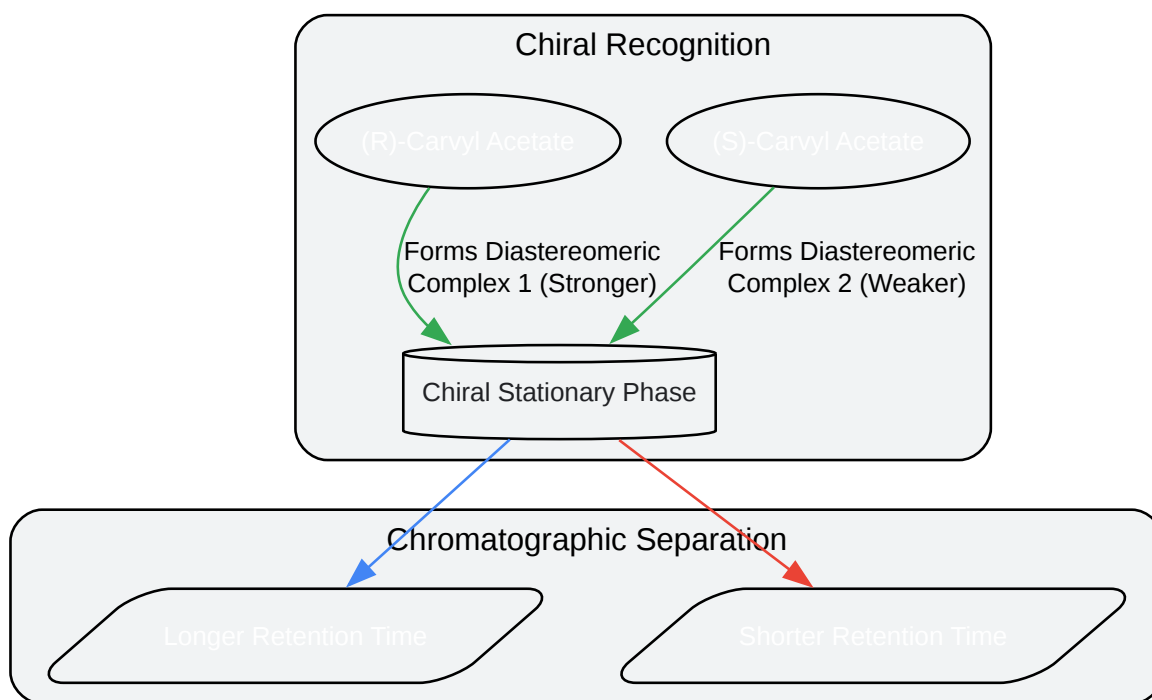 Chiral Recognition
(R)-Carvyl Acetate
(S)-Carvyl Acetate
Forms Diastereomeric
Complex 1 (Stronger)
Forms Diastereomeric
Complex 2 (Weaker)
Chiral Stationary Phase
Chromatographic Separation
Longer Retention Time
Shorter Retention Time